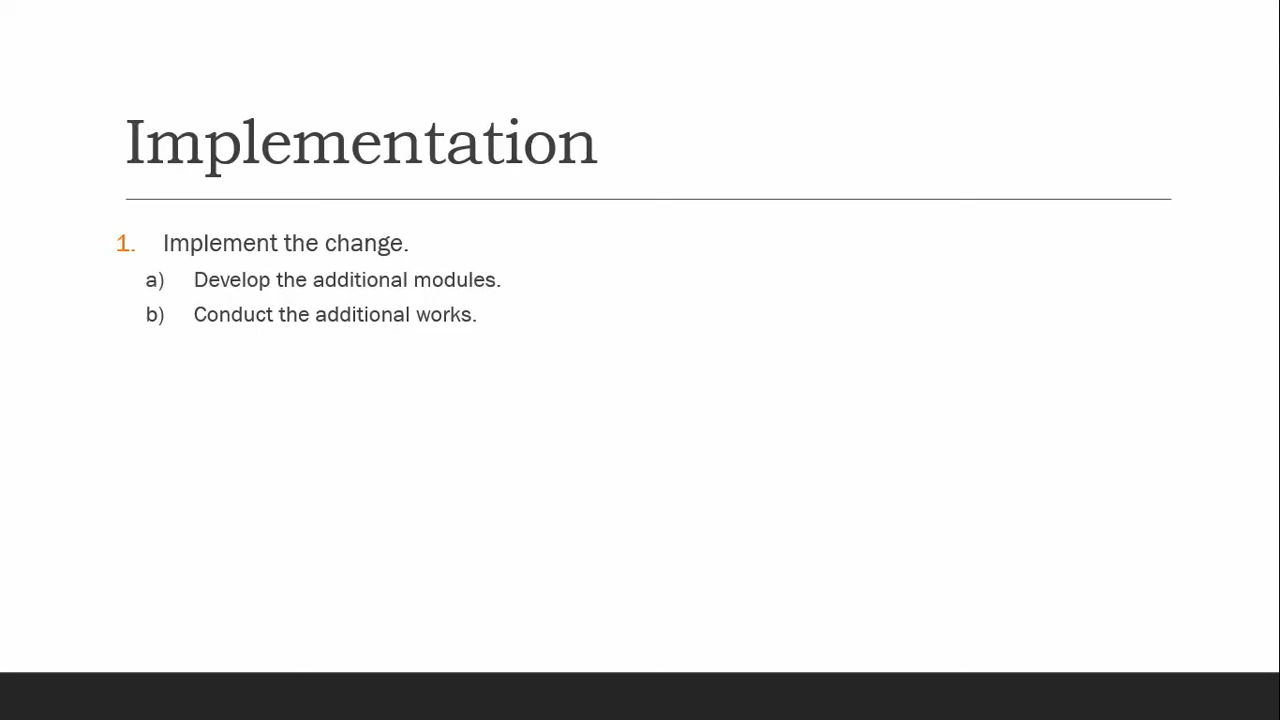 Implementation
1. Implement the change.
a) Develop the additional modules.
b) Conduct the additional works.